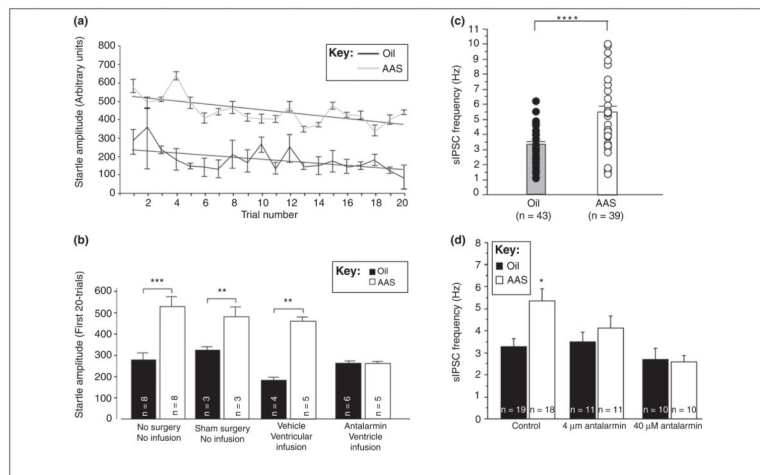 (a)
Key: Oil
AAS
Startle amplitude (Arbitrary units)
800
700
600
500
400
300
200
100
0
2 4 6 8 10 12 14 16 18 20
Trial number
(b)
Key: Oil
AAS
Startle amplitude (First 20-trials)
600
500
400
300
200
100
0
*** ** **
n = 8 n = 8 n = 3 n = 3 n = 4 n = 5 n = 6 n = 5
No surgery
No infusion
Sham surgery
No infusion
Vehicle
Ventricular
infusion
Antalarmin
Ventricle
infusion
(c)
****
sIPSC frequency (Hz)
11
10
9
8
7
6
5
4
3
2
1
0
Oil
(n = 43)
AAS
(n = 39)
(d)
Key:
Oil
AAS
*
sIPSC frequency (Hz)
8
7
6
5
4
3
2
1
0
n = 19 n = 18 n = 11 n = 11 n = 10 n = 10
Control 4 µm antalarmin 40 µM antalarmin